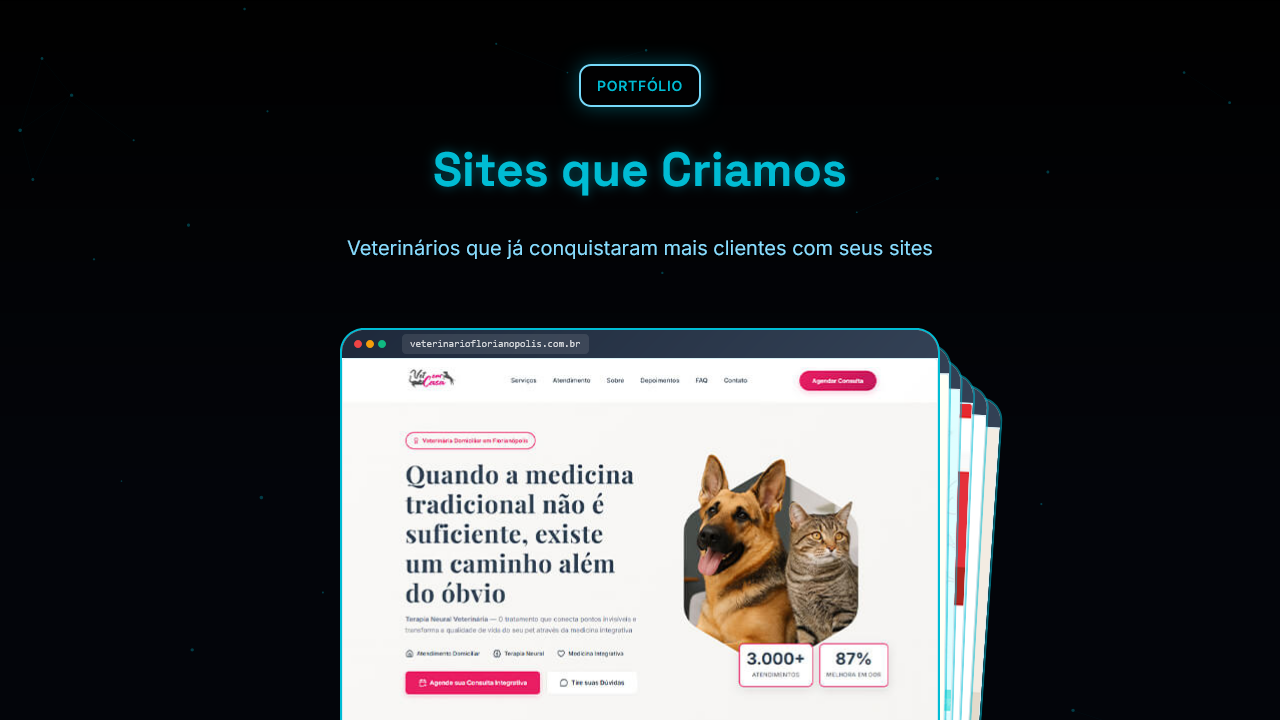 PORTFÓLIO
Sites que Criamos
Veterinários que já conquistaram mais clientes com seus sites
veterinarioflorianopolis.com.br
Vet em Casa
Serviços Atendimento Sobre Depoimentos FAQ Contato Agendar Consulta
Veterinária Domiciliar em Florianópolis
Quando a medicina
tradicional não é
suficiente, existe
um caminho além
do óbvio
Terapia Neural Veterinária — O tratamento que conecta pontos invisíveis e
transforma a qualidade de vida do seu pet através da medicina integrativa
Atendimento Domiciliar Terapia Neural Medicina Integrativa
Agende sua Consulta Integrativa Tire suas Dúvidas
3.000+
ATENDIMENTOS
87%
MELHORA EM DOR